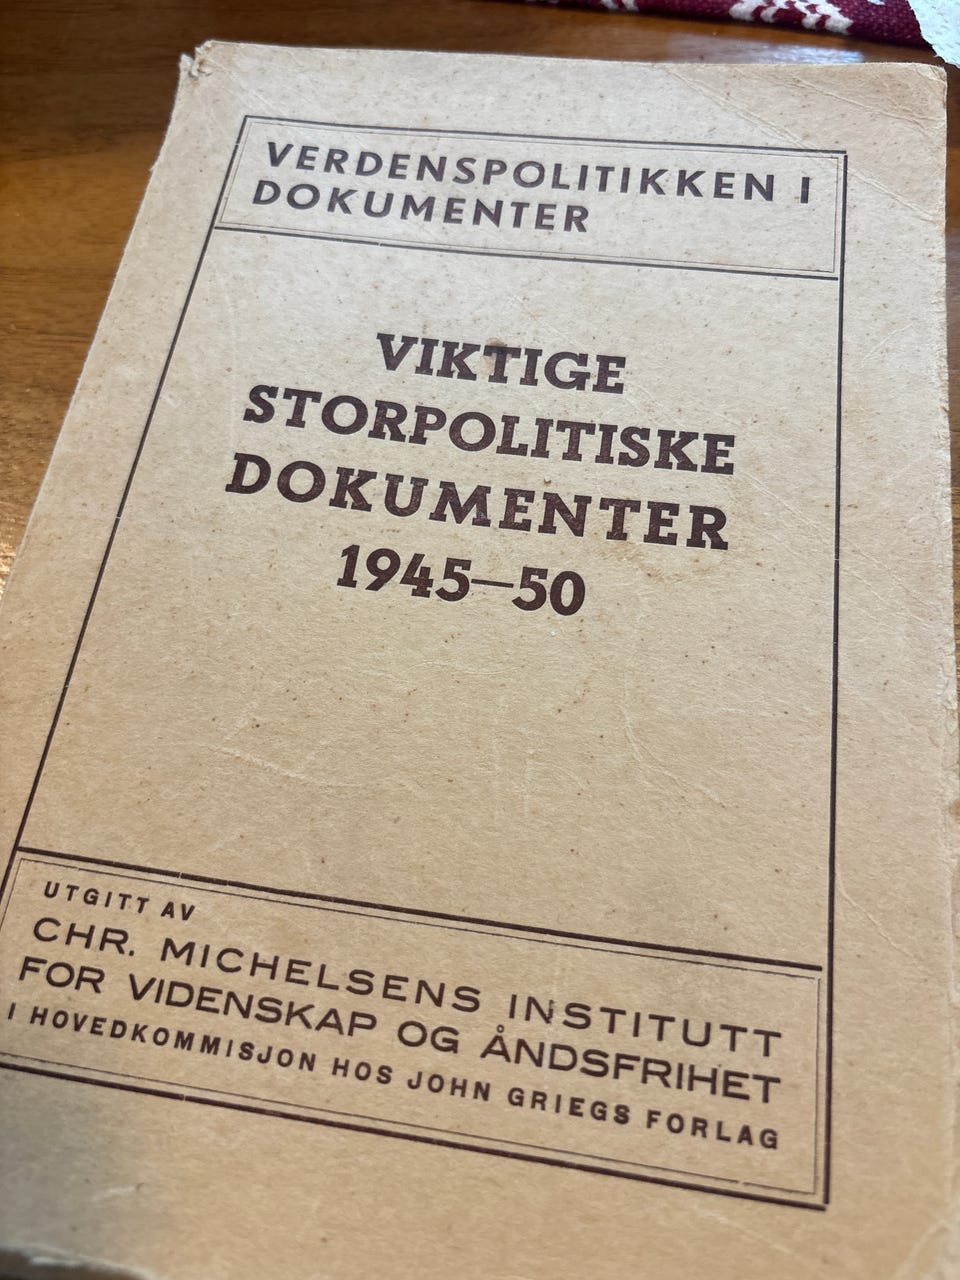 VERDENSPOLITIKKEN I
DOKUMENTER
VIKTIGE
STORPOLITISKE
DOKUMENTER
1945—50
UTGITT AV
CHR. MICHELSENS INSTITUTT
FOR VIDENSKAP OG ÅNDSFRIHET
I HOVEDKOMMISJON HOS JOHN GRIEGS FORLAG